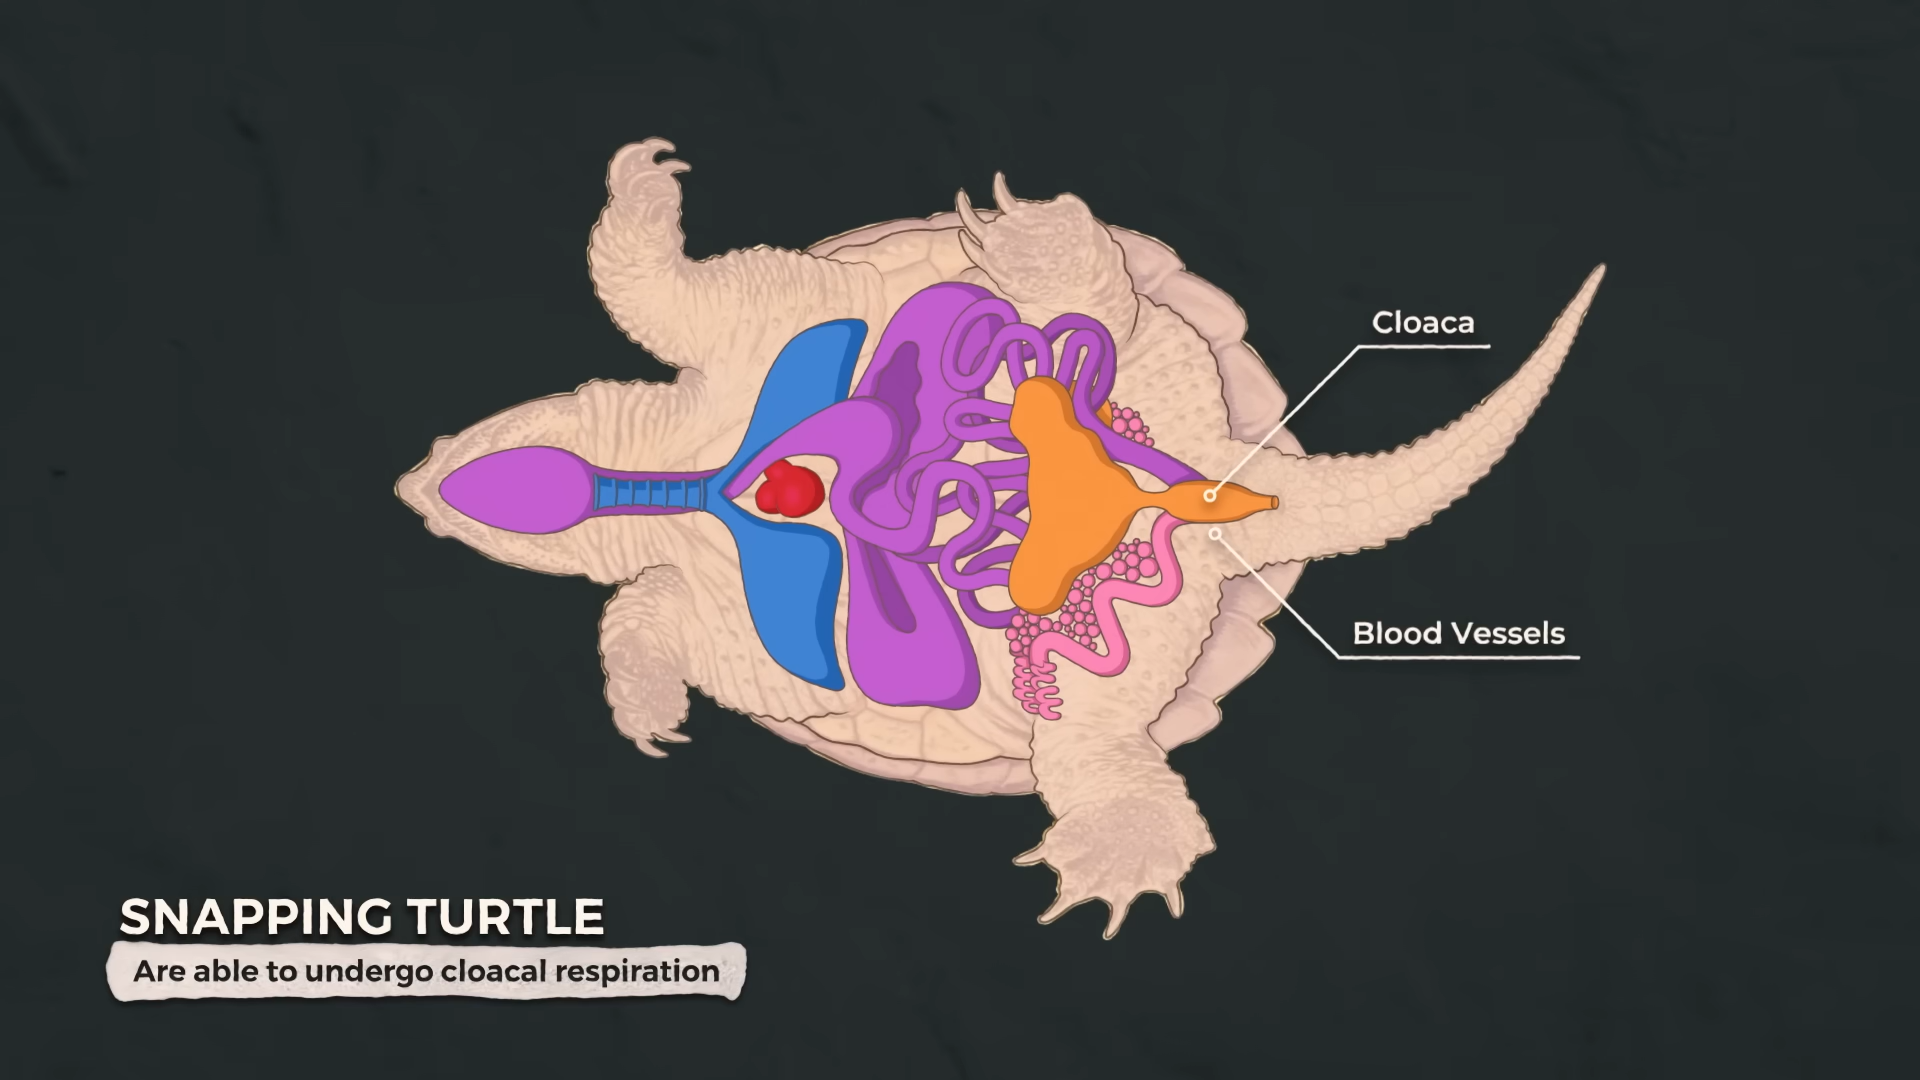 Cloaca
Blood Vessels
SNAPPING TURTLE
Are able to undergo cloacal respiration